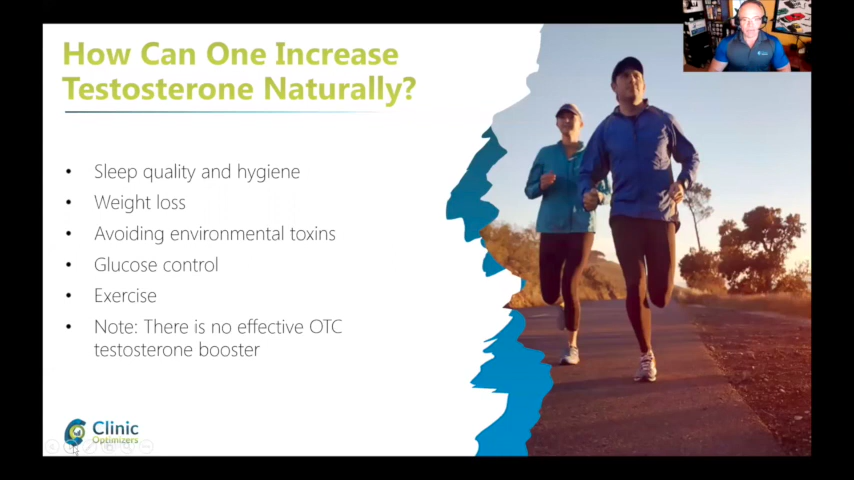 How Can One Increase
Testosterone Naturally?
• Sleep quality and hygiene
• Weight loss
• Avoiding environmental toxins
• Glucose control
• Exercise
• Note: There is no effective OTC
testosterone booster
Clinic
Optimizers